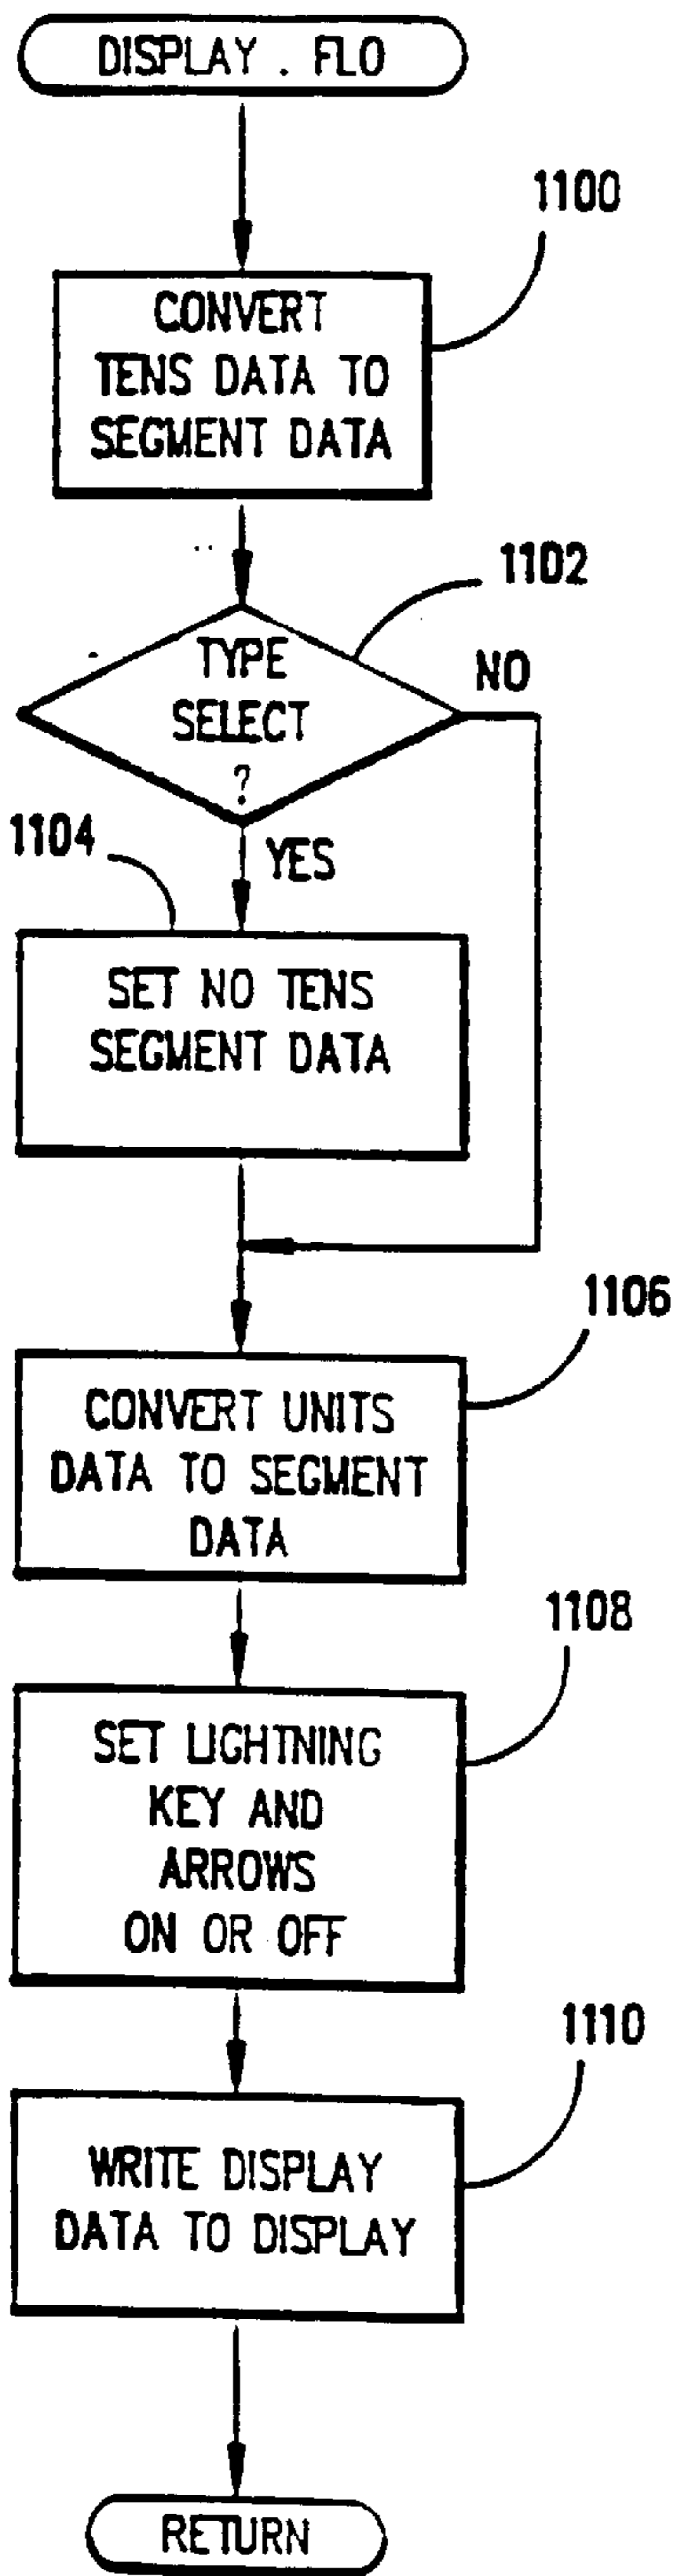 DISPLAY . FLO
1100
CONVERT
TENS DATA TO
SEGMENT DATA
1102
TYPE
SELECT
?
NO
YES
1104
SET NO TENS
SEGMENT DATA
1106
CONVERT UNITS
DATA TO SEGMENT
DATA
1108
SET LIGHTNING
KEY AND
ARROWS
ON OR OFF
1110
WRITE DISPLAY
DATA TO DISPLAY
RETURN